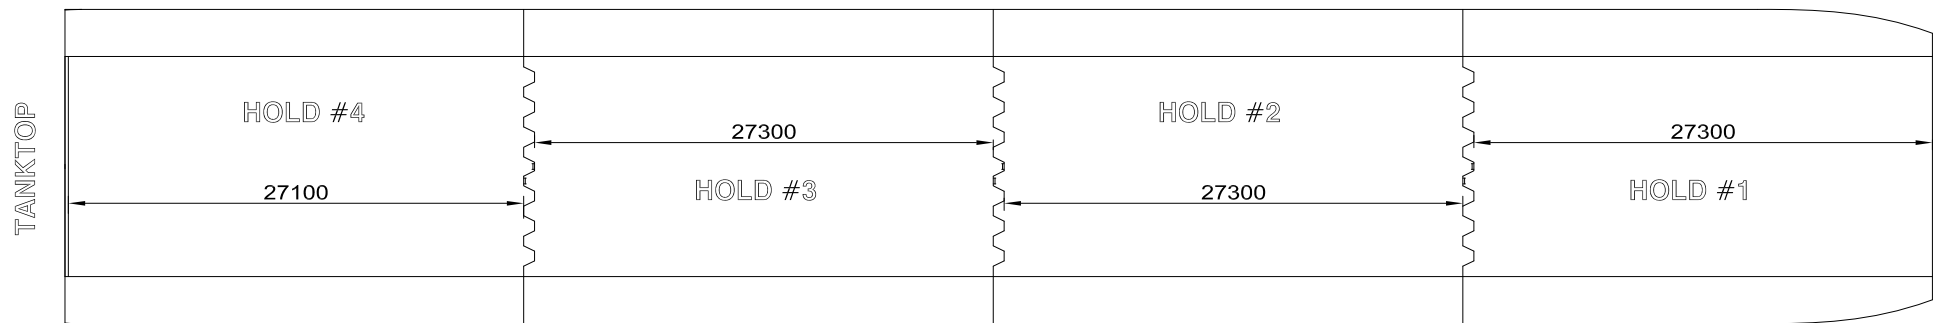 TANKTOP
HOLD #4
27100
27300
HOLD #3
HOLD #2
27300
27300
HOLD #1